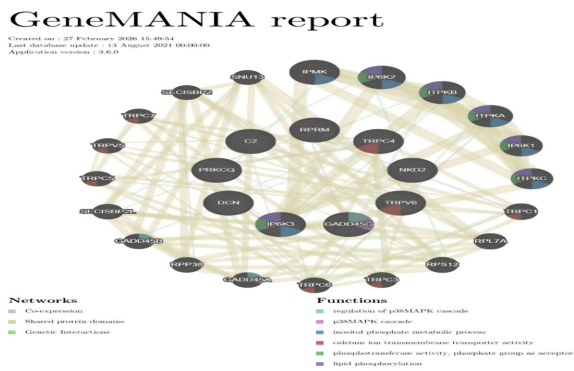 GeneMANIA report
Created on : 27 February 2026 15:49:54
Last database update : 13 August 2021 00:00:00
Application version : 3.6.0
IPMK
SNU13
IP6K2
SECISBP2
ITPKB
TRPC7
RPRM
ITPKA
C2
TRPC4
TRPV5
IP6K1
PRKCQ
NKD2
TRPC5
ITPKC
DCN
TRPV6
SECISBP2L
TRPC1
IP6K3
GADD45G
GADD45B
RPL7A
RPP38
RPS12
GADD45A
TRPC3
TRPC6
Networks
Co-expression
Shared protein domains
Genetic Interactions
Functions
regulation of p38MAPK cascade
p38MAPK cascade
inositol phosphate metabolic process
calcium ion transmembrane transporter activity
phosphotransferase activity, phosphate group as acceptor
lipid phosphorylation